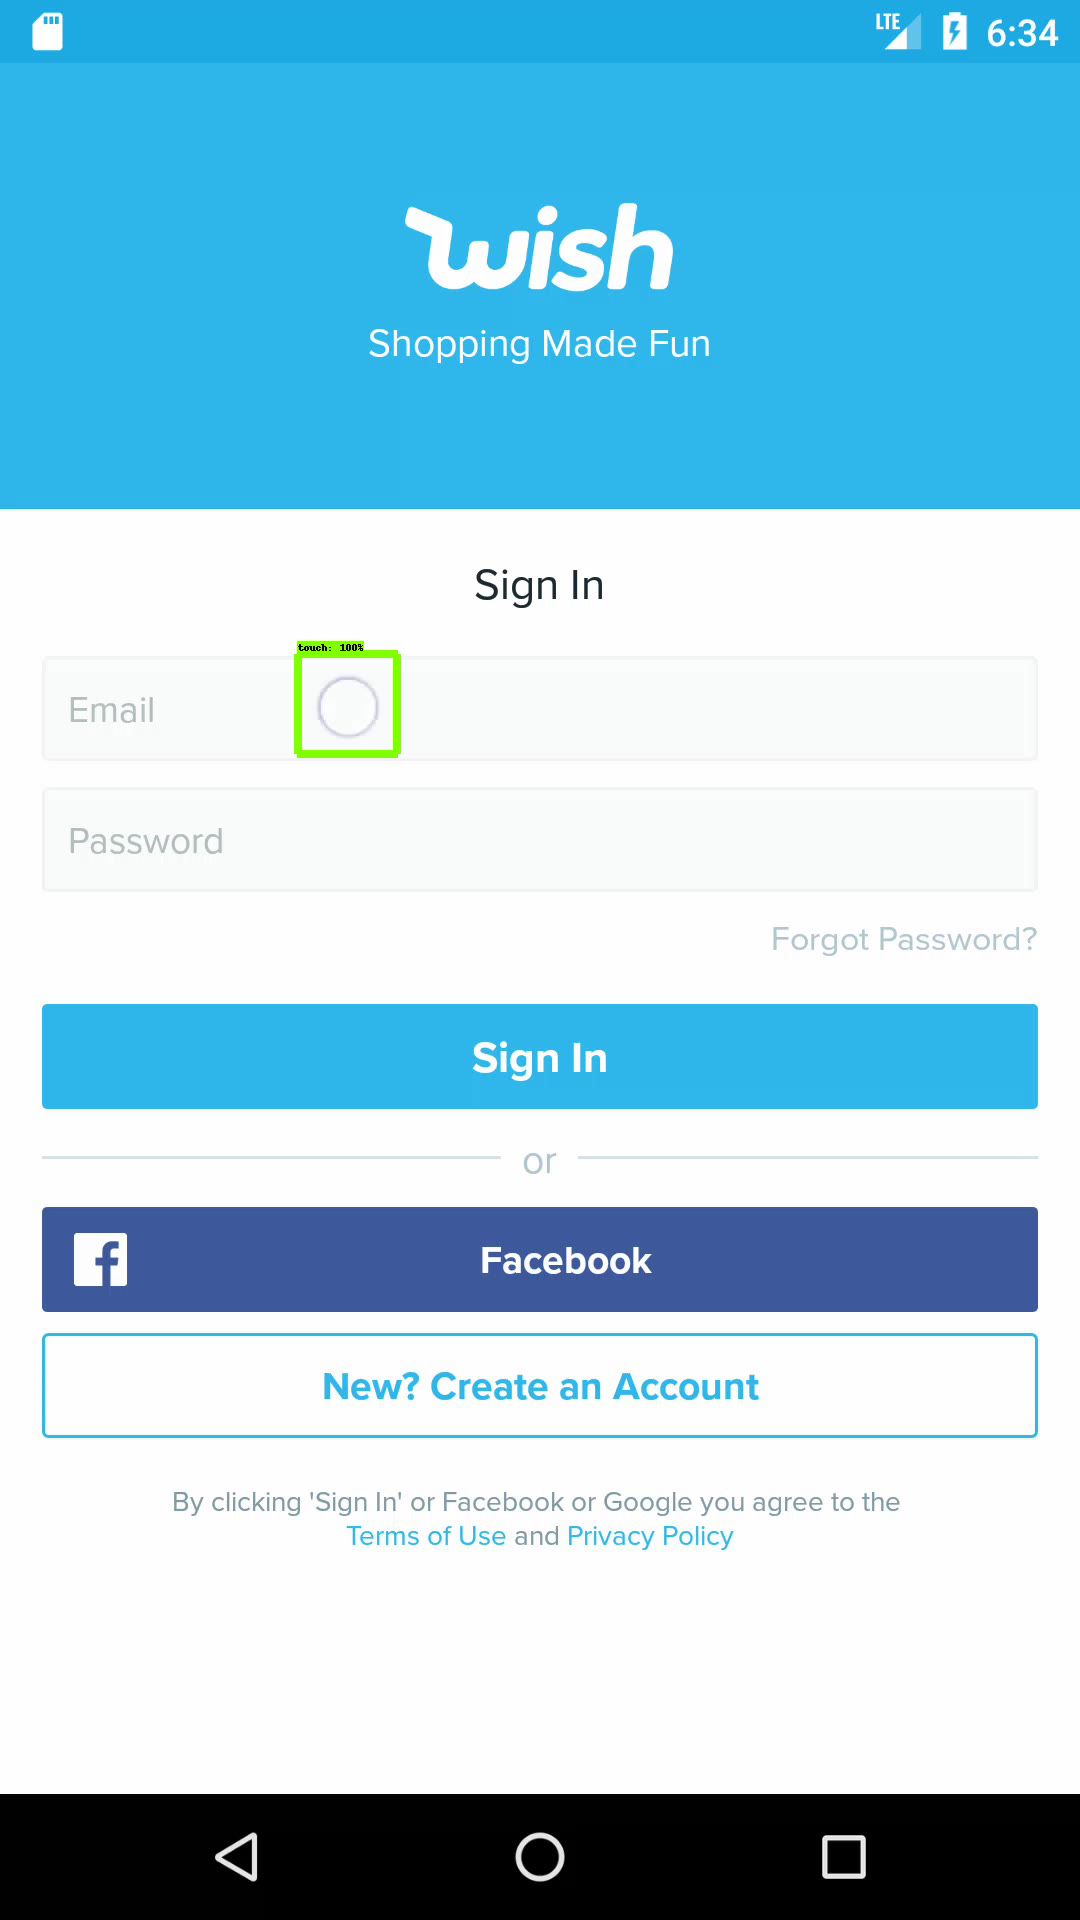 LTE 6:34
wish
Shopping Made Fun
Sign In
touch: 100%
Email
Password
Forgot Password?
Sign In
or
Facebook
New? Create an Account
By clicking 'Sign In' or Facebook or Google you agree to the
Terms of Use and Privacy Policy